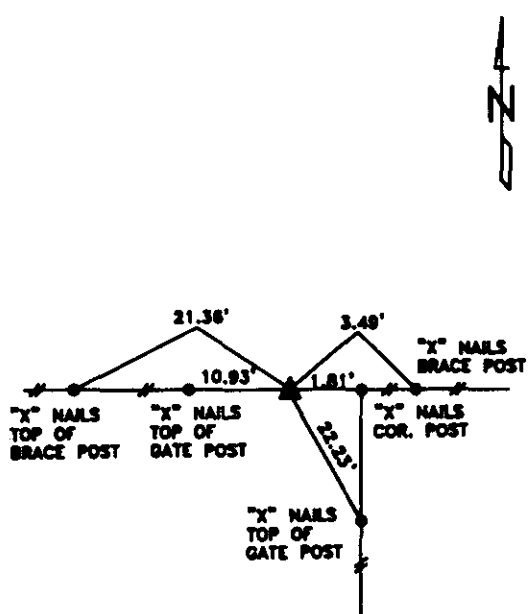 N
21.36'
3.49'
"X" NAILS
BRACE POST
10.93'
1.81'
"X" NAILS
TOP OF
BRACE POST
"X" NAILS
TOP OF
GATE POST
"X" NAILS
COR. POST
22.23'
"X" NAILS
TOP OF
GATE POST